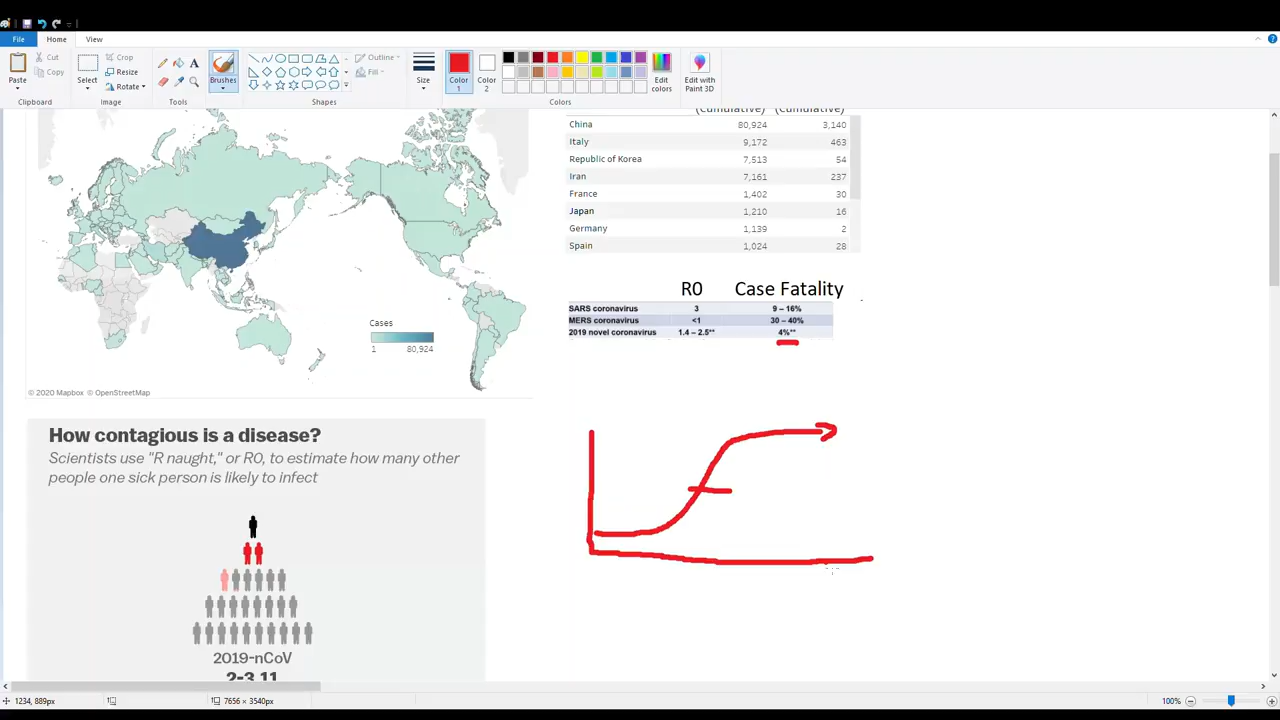 File Home View
Cut
Copy
Paste
Clipboard
Select
Crop
Resize
Rotate
Image
A
Tools
Brushes
Shapes
Outline
Fill
Size
Color 1
Color 2
Edit colors
Edit with Paint 3D
Colors
(Cumulative) (Cumulative)
China 80,924 3,140
Italy 9,172 463
Republic of Korea 7,513 54
Iran 7,161 237
France 1,402 30
Japan 1,210 16
Germany 1,139 2
Spain 1,024 28
Cases
1 80,924
© 2020 Mapbox © OpenStreetMap
R0 Case Fatality
SARS coronavirus 3 9 – 16%
MERS coronavirus <1 30 – 40%
2019 novel coronavirus 1.4 – 2.5** 4%**
How contagious is a disease?
Scientists use "R naught," or R0, to estimate how many other
people one sick person is likely to infect
2019-nCoV
2-3.11
1234, 889px
7656 × 3540px
100%